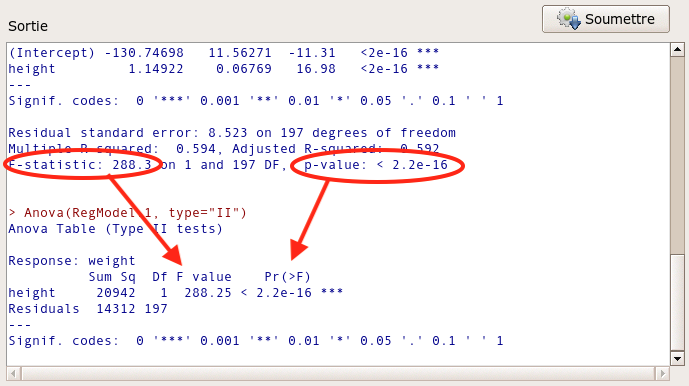 Sortie
Soumettre
(Intercept) -130.74698 11.56271 -11.31 <2e-16 ***
height 1.14922 0.06769 16.98 <2e-16 ***
---
Signif. codes: 0 '***' 0.001 '**' 0.01 '*' 0.05 '.' 0.1 ' ' 1
Residual standard error: 8.523 on 197 degrees of freedom
Multiple R-squared: 0.594, Adjusted R-squared: 0.592
F-statistic: 288.3 on 1 and 197 DF, p-value: < 2.2e-16
> Anova(RegModel.1, type="II")
Anova Table (Type II tests)
Response: weight
Sum Sq Df F value Pr(>F)
height 20942 1 288.25 < 2.2e-16 ***
Residuals 14312 197
---
Signif. codes: 0 '***' 0.001 '**' 0.01 '*' 0.05 '.' 0.1 ' ' 1